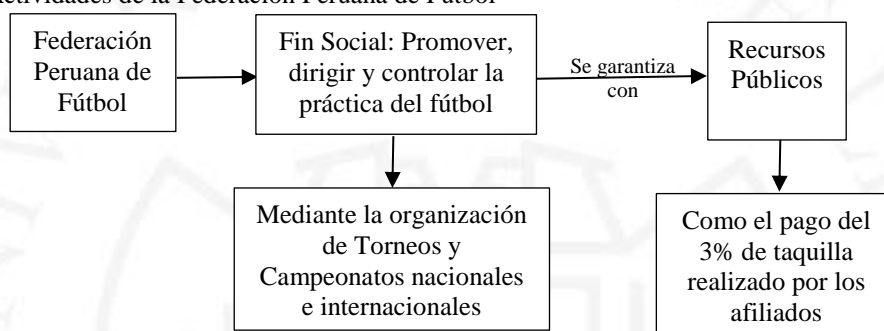 Actividades de la Federación Peruana de Fútbol
Federación
Peruana de
Fútbol
Fin Social: Promover,
dirigir y controlar la
práctica del fútbol
Se garantiza
con
Recursos
Públicos
Mediante la organización
de Torneos y
Campeonatos nacionales
e internacionales
Como el pago del
3% de taquilla
realizado por los
afiliados